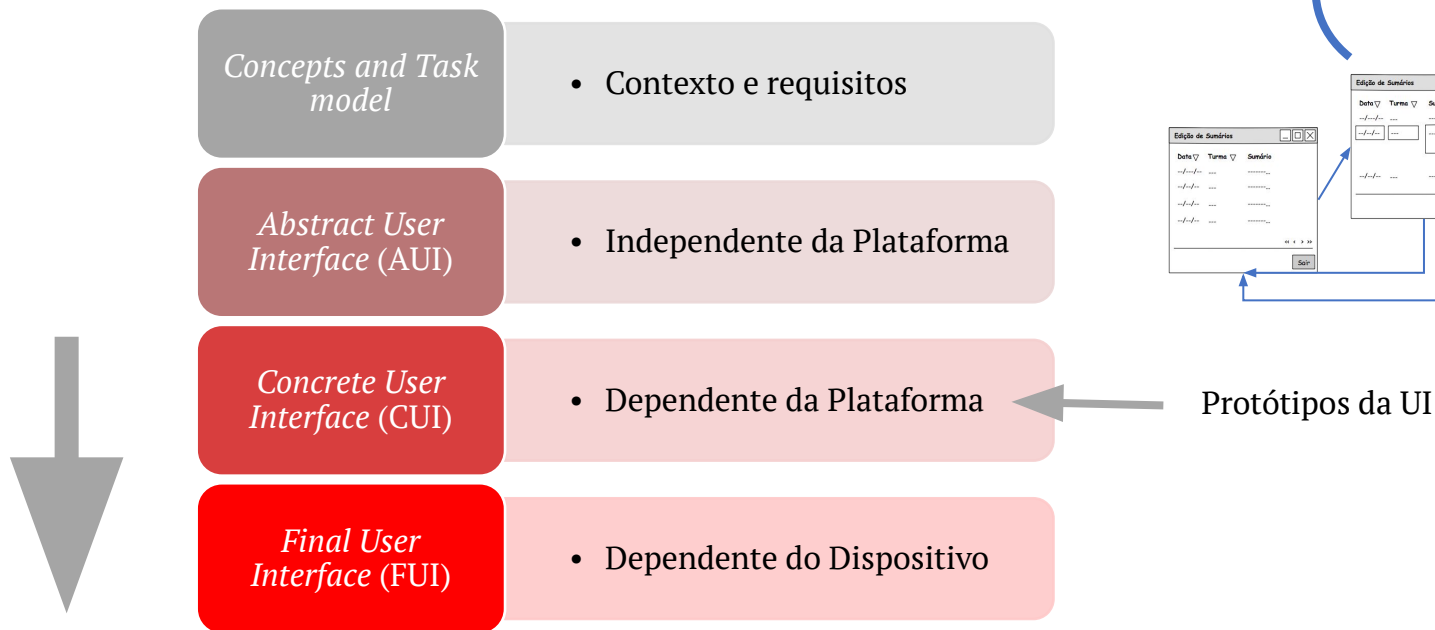 Concepts and Task
model
• Contexto e requisitos
Abstract User
Interface (AUI)
• Independente da Plataforma
Concrete User
Interface (CUI)
• Dependente da Plataforma
Protótipos da UI
Final User
Interface (FUI)
• Dependente do Dispositivo
Edição de Sumários
Data Turma Sumário
--/---/-- --- -------..
--/--/-- --- -------..
--/--/-- --- -------..
--/--/-- --- -------..
« ‹ › »
Sair
Edição de Sumários
Data Turma
--/---/-- ---
--/--/-- ---
--/--/-- ---